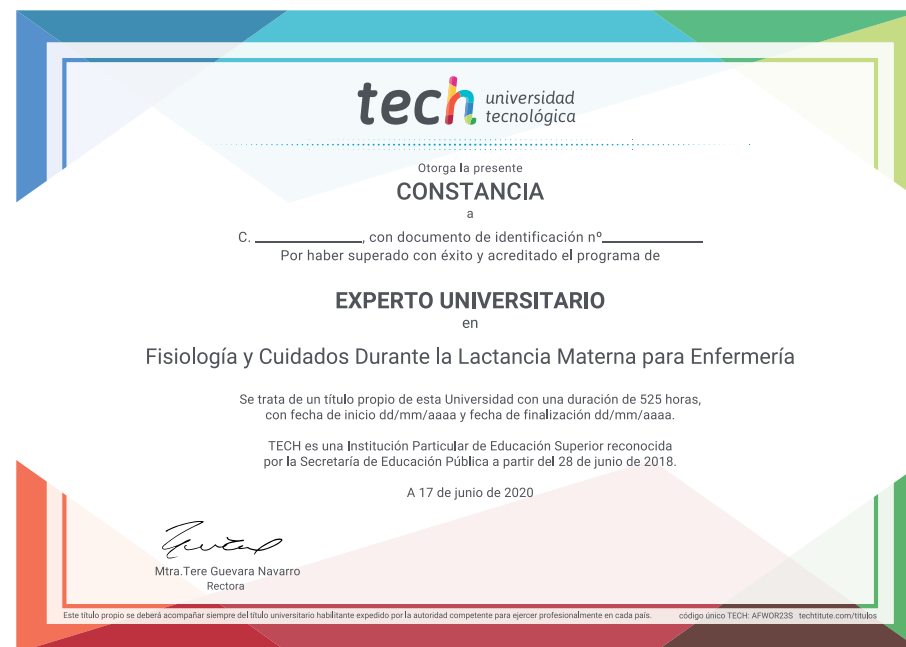 tech universidad
tecnológica
Otorga la presente
CONSTANCIA
a
C. ____________, con documento de identificación nº____________
Por haber superado con éxito y acreditado el programa de
EXPERTO UNIVERSITARIO
en
Fisiología y Cuidados Durante la Lactancia Materna para Enfermería
Se trata de un título propio de esta Universidad con una duración de 525 horas,
con fecha de inicio dd/mm/aaaa y fecha de finalización dd/mm/aaaa.
TECH es una Institución Particular de Educación Superior reconocida
por la Secretaría de Educación Pública a partir del 28 de junio de 2018.
A 17 de junio de 2020
Mtra.Tere Guevara Navarro
Rectora
Este título propio se deberá acompañar siempre del título universitario habilitante expedido por la autoridad competente para ejercer profesionalmente en cada país. código único TECH: AFWOR23S techtitute.com/títulos